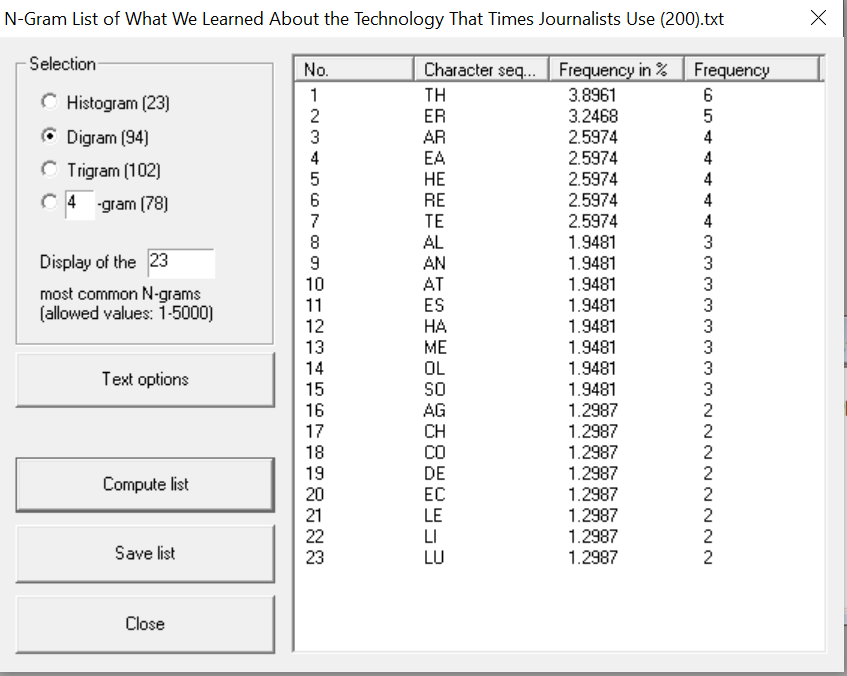 N-Gram List of What We Learned About the Technology That Times Journalists Use (200).txt
Selection
Histogram (23)
Digram (94)
Trigram (102)
4 -gram (78)
Display of the 23
most common N-grams
(allowed values: 1-5000)
Text options
Compute list
Save list
Close
No. Character seq... Frequency in % Frequency
1 TH 3.8961 6
2 ER 3.2468 5
3 AR 2.5974 4
4 EA 2.5974 4
5 HE 2.5974 4
6 RE 2.5974 4
7 TE 2.5974 4
8 AL 1.9481 3
9 AN 1.9481 3
10 AT 1.9481 3
11 ES 1.9481 3
12 HA 1.9481 3
13 ME 1.9481 3
14 OL 1.9481 3
15 SO 1.9481 3
16 AG 1.2987 2
17 CH 1.2987 2
18 CO 1.2987 2
19 DE 1.2987 2
20 EC 1.2987 2
21 LE 1.2987 2
22 LI 1.2987 2
23 LU 1.2987 2